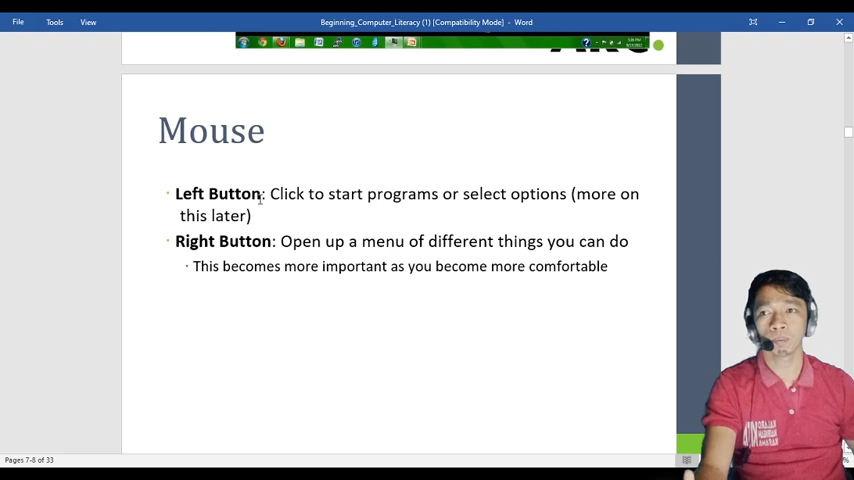 File Tools View Beginning_Computer_Literacy (1) [Compatibility Mode] - Word
Mouse
· Left Button: Click to start programs or select options (more on
this later)
· Right Button: Open up a menu of different things you can do
· This becomes more important as you become more comfortable
Pages 7-8 of 33